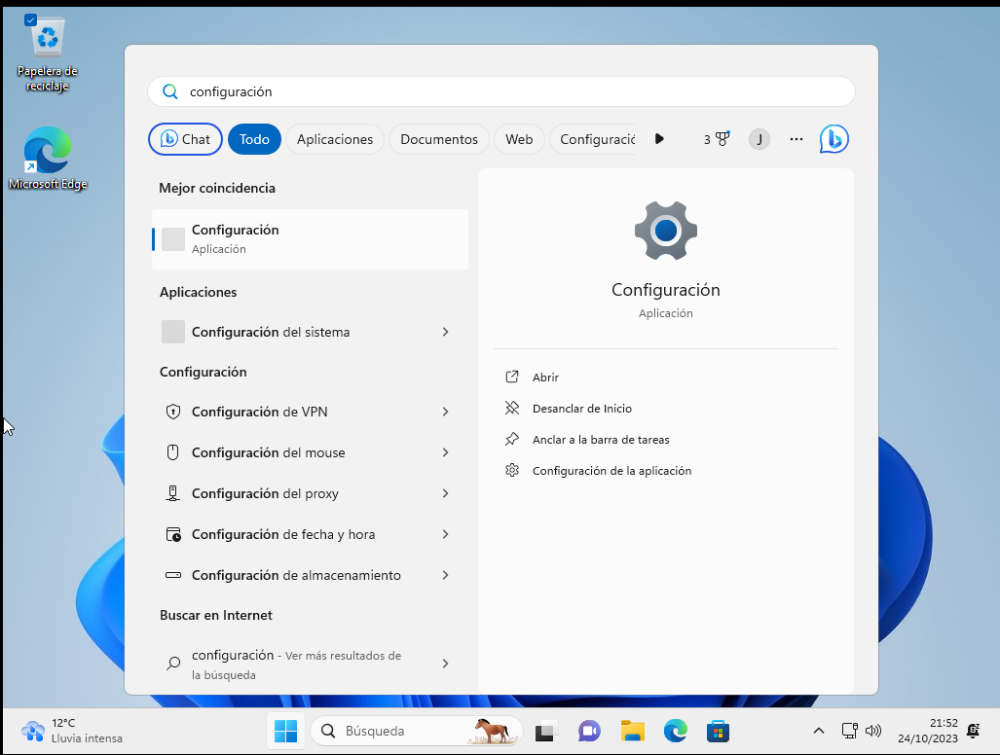 Papelera de
reciclaje
Microsoft Edge
configuración
Chat
Todo
Aplicaciones
Documentos
Web
Configuració
3
J
Mejor coincidencia
Configuración
Aplicación
Aplicaciones
Configuración del sistema
Configuración
Configuración de VPN
Configuración del mouse
Configuración del proxy
Configuración de fecha y hora
Configuración de almacenamiento
Buscar en Internet
configuración - Ver más resultados de
la búsqueda
Configuración
Aplicación
Abrir
Desanclar de Inicio
Anclar a la barra de tareas
Configuración de la aplicación
12°C
Lluvia intensa
Búsqueda
21:52
24/10/2023